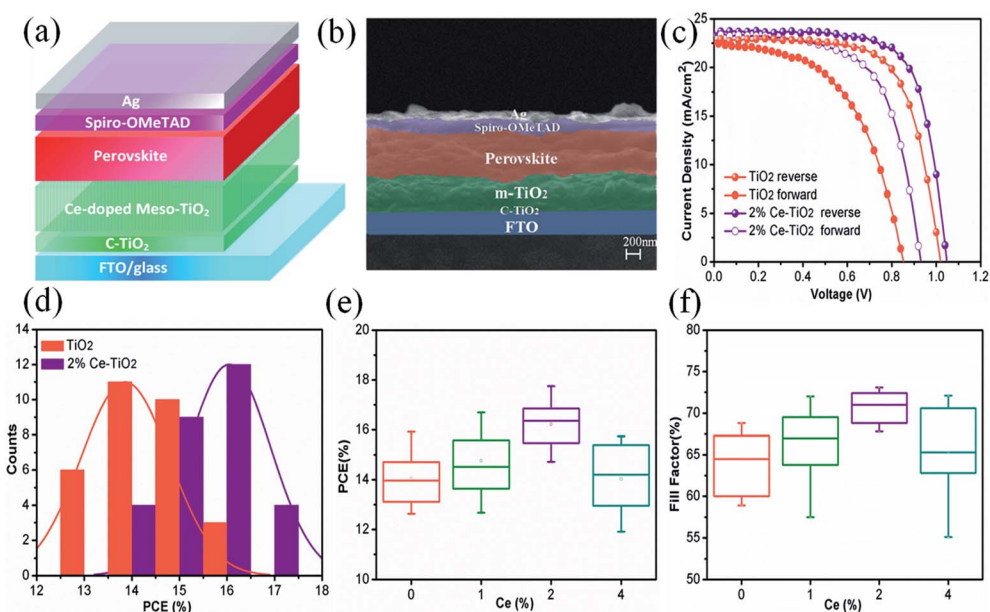 (a)
Ag
Spiro-OMeTAD
Perovskite
Ce-doped Meso-TiO₂
C-TiO₂
FTO/glass
(b)
Ag
Spiro-OMeTAD
Perovskite
m-TiO₂
C-TiO₂
FTO
200nm
(c)
Current Density (mA/cm²)
25
20
15
10
5
0
TiO₂ reverse
TiO₂ forward
2% Ce-TiO₂ reverse
2% Ce-TiO₂ forward
0.0 0.2 0.4 0.6 0.8 1.0
Voltage (V)
(d)
Counts
14
12
10
8
6
4
2
0
TiO₂
2% Ce-TiO₂
12 13 14 15 16 17 18
PCE (%)
(e)
PCE(%)
20
18
16
14
12
10
0 1 2 4
Ce (%)
(f)
Fill Factor(%)
80
75
70
65
60
55
50
0 1 2 4
Ce (%)